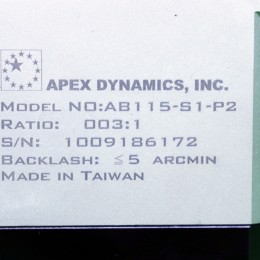 APEX DYNAMICS, INC.
MODEL NO:AB115-S1-P2
RATIO: 003:1
S/N: 1009186172
BACKLASH: ≤5 ARCMIN
MADE IN TAIWAN